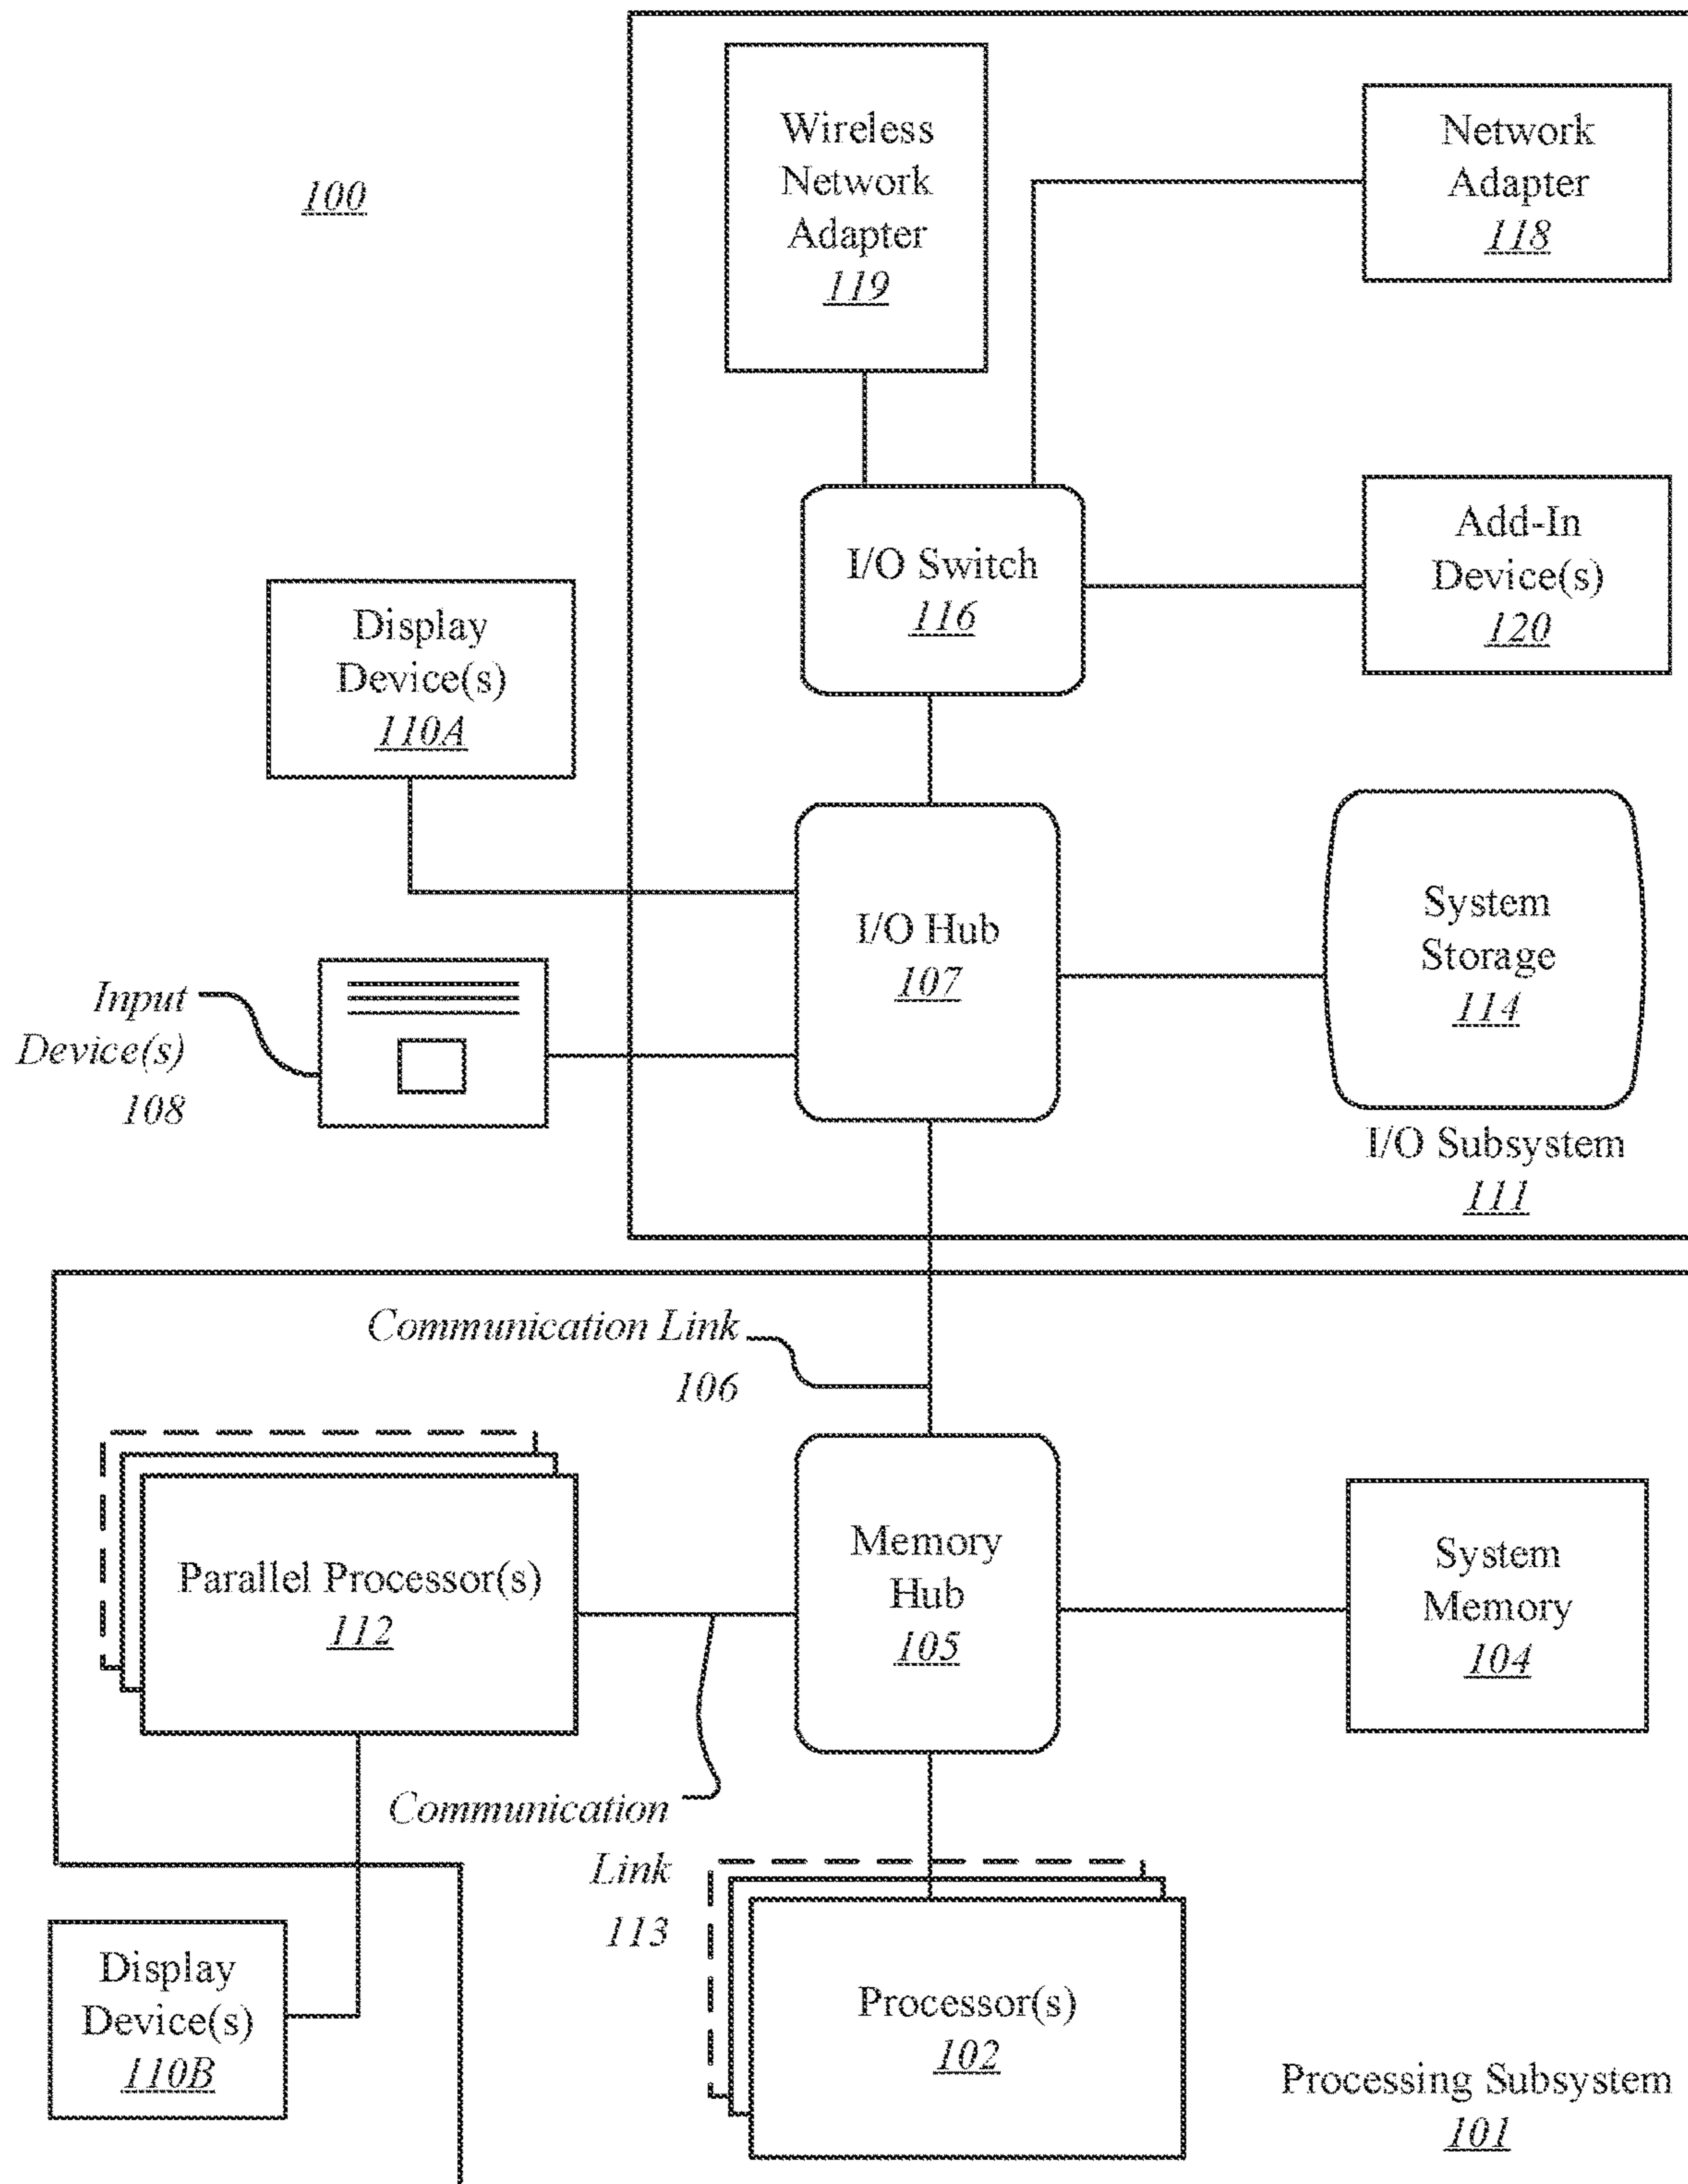 100
Wireless
Network
Adapter
119
Network
Adapter
118
I/O Switch
116
Add-In
Device(s)
120
Display
Device(s)
110A
I/O Hub
107
System
Storage
114
Input
Device(s)
108
I/O Subsystem
111
Communication Link
106
Parallel Processor(s)
112
Memory
Hub
105
System
Memory
104
Communication
Link
113
Display
Device(s)
110B
Processor(s)
102
Processing Subsystem
101